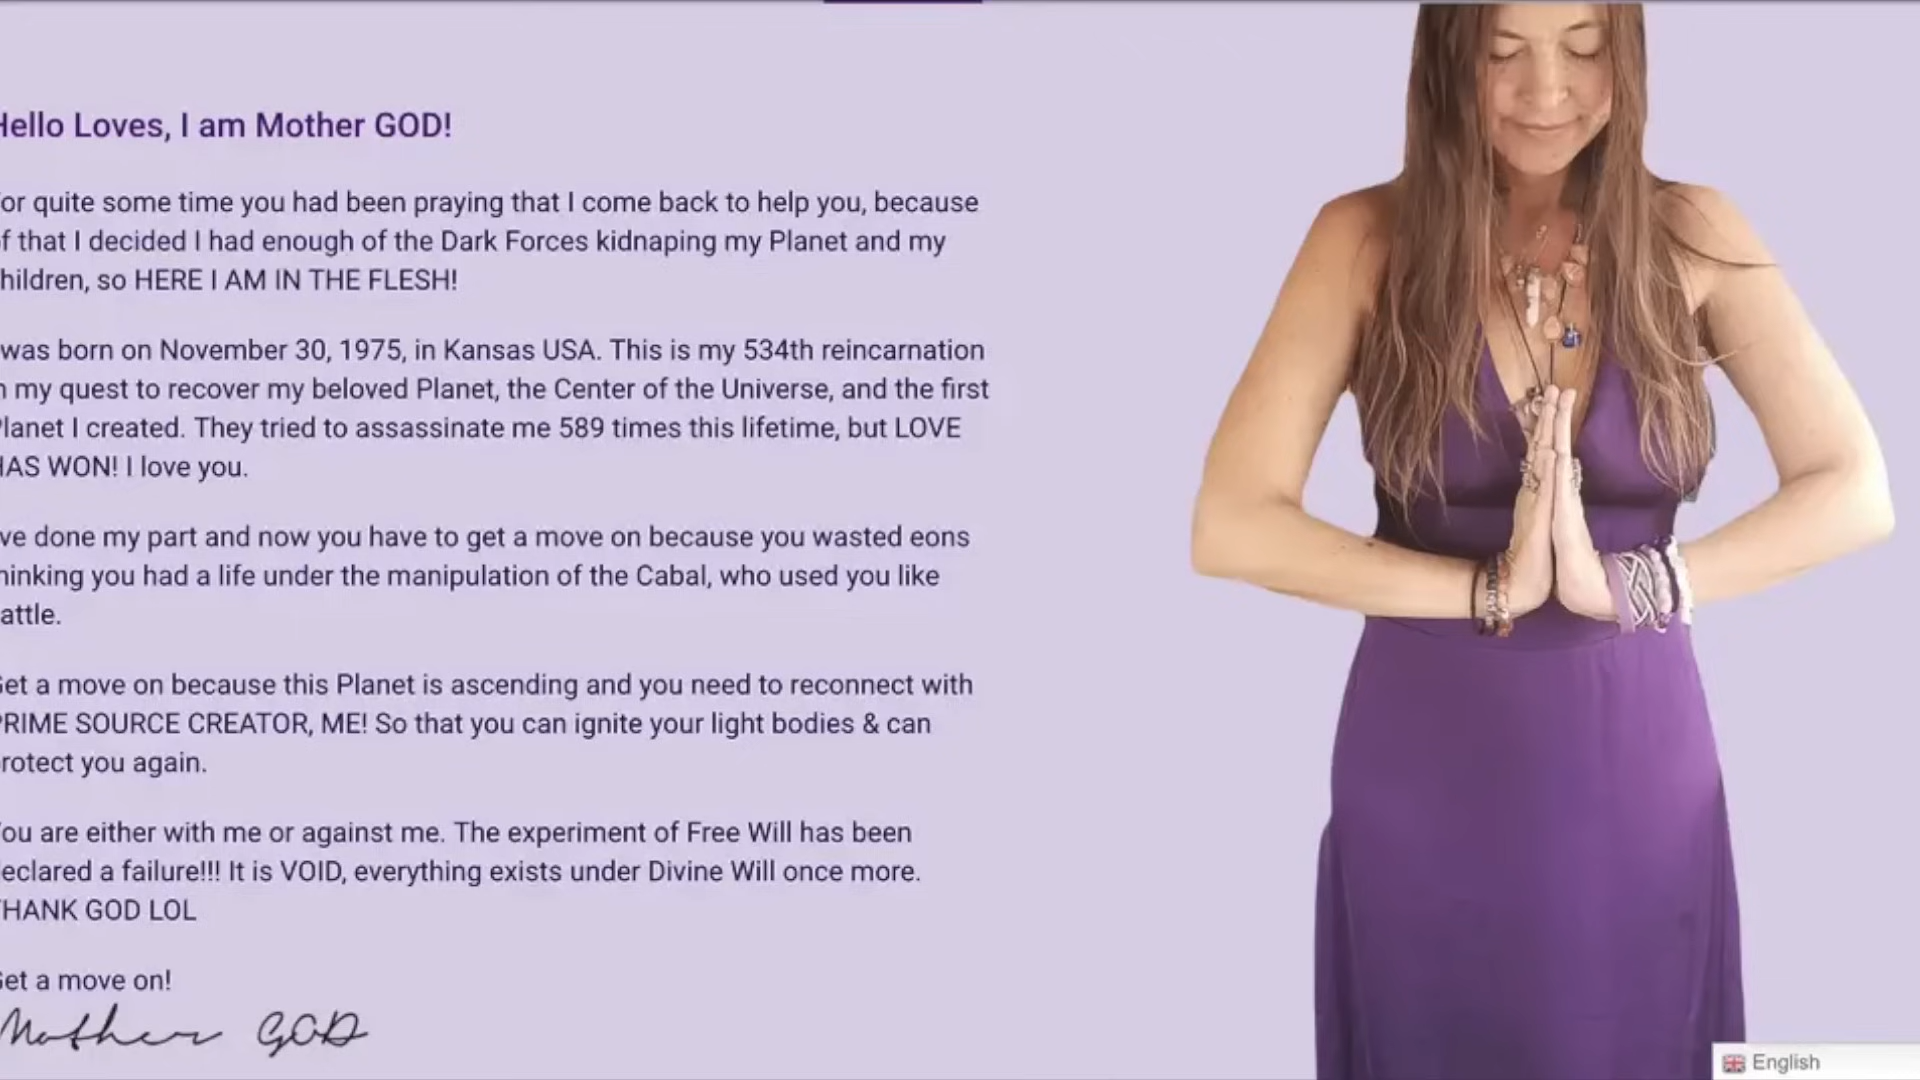 Hello Loves, I am Mother GOD!
For quite some time you had been praying that I come back to help you, because
of that I decided I had enough of the Dark Forces kidnaping my Planet and my
children, so HERE I AM IN THE FLESH!
was born on November 30, 1975, in Kansas USA. This is my 534th reincarnation
in my quest to recover my beloved Planet, the Center of the Universe, and the first
Planet I created. They tried to assassinate me 589 times this lifetime, but LOVE
HAS WON! I love you.
've done my part and now you have to get a move on because you wasted eons
thinking you had a life under the manipulation of the Cabal, who used you like
cattle.
Get a move on because this Planet is ascending and you need to reconnect with
PRIME SOURCE CREATOR, ME! So that you can ignite your light bodies & can
protect you again.
You are either with me or against me. The experiment of Free Will has been
declared a failure!!! It is VOID, everything exists under Divine Will once more.
THANK GOD LOL
Get a move on!
Mother GOD
English